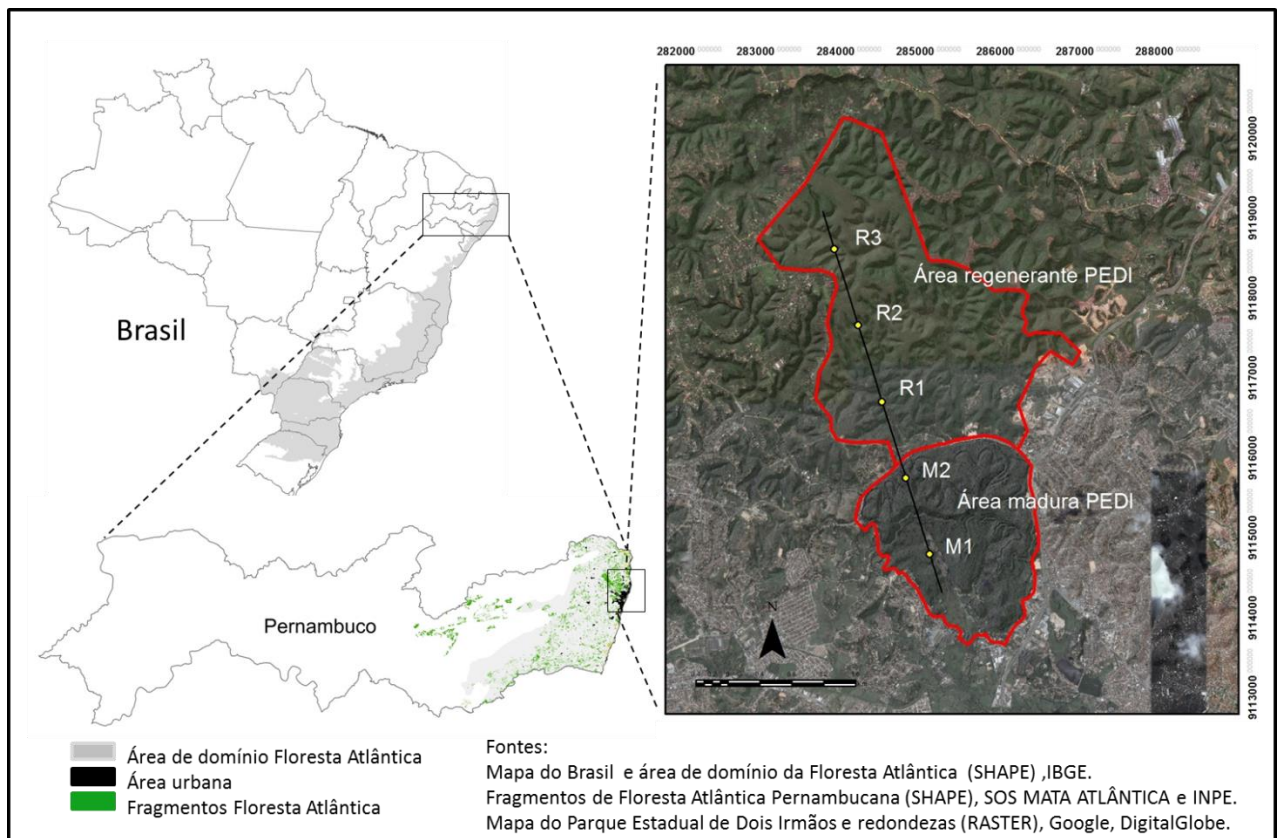 282000 283000 284000 285000 286000 287000 288000
9120000
9119000
9118000
9117000
9116000
9115000
9114000
9113000
Brasil
Pernambuco
R3
Área regenerante PEDI
R2
R1
M2
Área madura PEDI
M1
N
Área de domínio Floresta Atlântica
Área urbana
Fragmentos Floresta Atlântica
Fontes:
Mapa do Brasil e área de domínio da Floresta Atlântica (SHAPE) ,IBGE.
Fragmentos de Floresta Atlântica Pernambucana (SHAPE), SOS MATA ATLÂNTICA e INPE.
Mapa do Parque Estadual de Dois Irmãos e redondezas (RASTER), Google, DigitalGlobe.